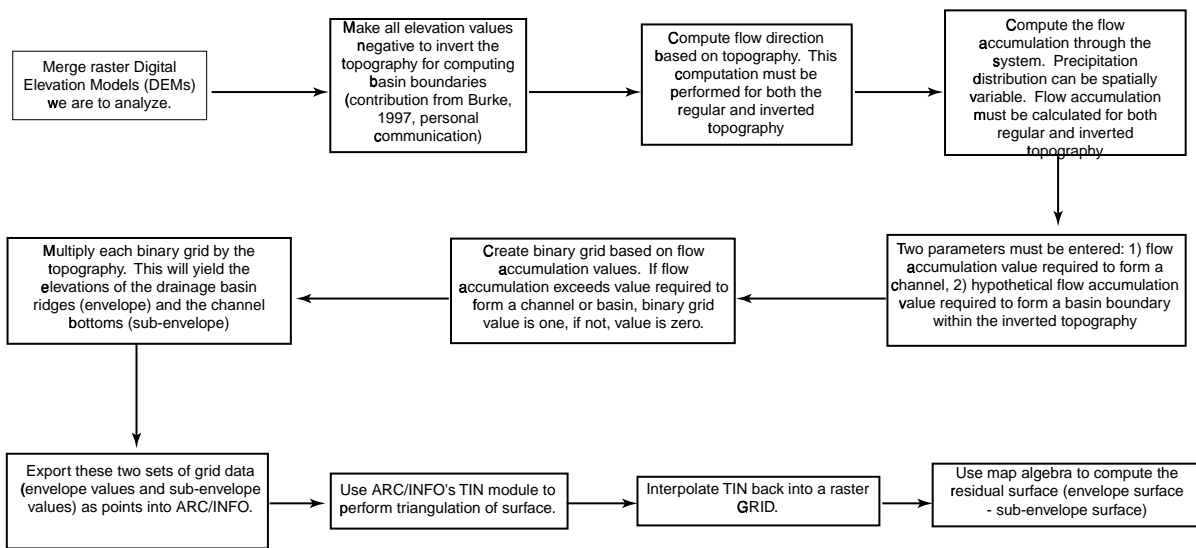 Merge raster Digital
Elevation Models (DEMs)
we are to analyze.
Make all elevation values
negative to invert the
topography for computing
basin boundaries
(contribution from Burke,
1997, personal
communication)
Compute flow direction
based on topography. This
computation must be
performed for both the
regular and inverted
topography
Compute the flow
accumulation through the
system. Precipitation
distribution can be spatially
variable. Flow accumulation
must be calculated for both
regular and inverted
topography
Two parameters must be entered: 1) flow
accumulation value required to form a
channel, 2) hypothetical flow accumulation
value required to form a basin boundary
within the inverted topography
Create binary grid based on flow
accumulation values. If flow
accumulation exceeds value required to
form a channel or basin, binary grid
value is one, if not, value is zero.
Multiply each binary grid by the
topography. This will yield the
elevations of the drainage basin
ridges (envelope) and the channel
bottoms (sub-envelope)
Export these two sets of grid data
(envelope values and sub-envelope
values) as points into ARC/INFO.
Use ARC/INFO's TIN module to
perform triangulation of surface.
Interpolate TIN back into a raster
GRID.
Use map algebra to compute the
residual surface (envelope surface
- sub-envelope surface)